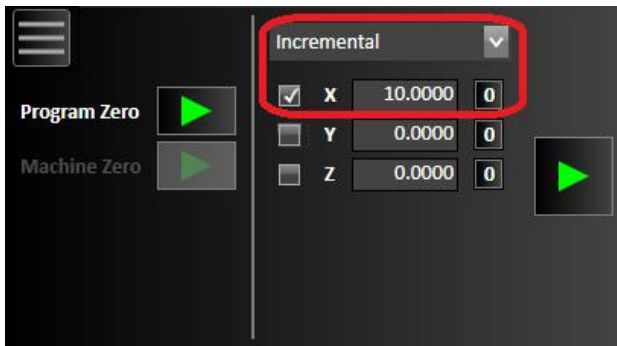 Incremental
X 10.0000 0
Program Zero
Y 0.0000 0
Machine Zero
Z 0.0000 0